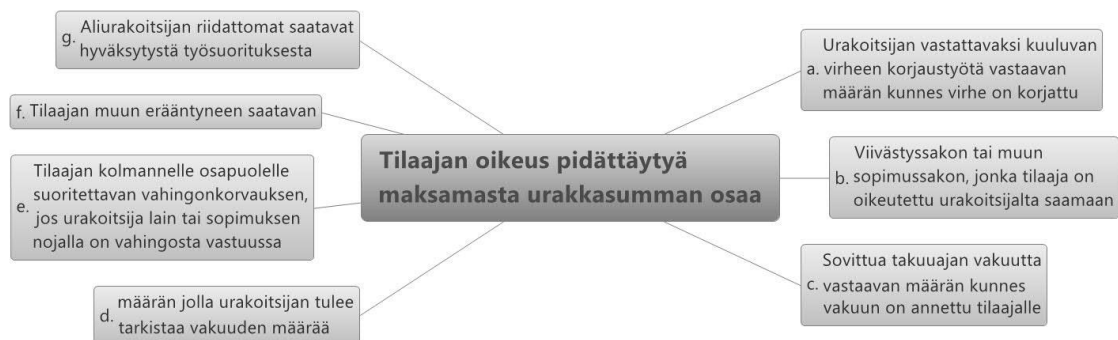 Tilaajan oikeus pidättäytyä
maksamasta urakkasumman osaa
Urakoitsijan vastattavaksi kuuluvan
a. virheen korjaustyötä vastaavan
määrän kunnes virhe on korjattu
Viivästyssakon tai muun
b. sopimussakon, jonka tilaaja on
oikeutettu urakoitsijalta saamaan
Sovittua takuuajan vakuutta
c. vastaavan määrän kunnes
vakuun on annettu tilaajalle
d. määrän jolla urakoitsijan tulee
tarkistaa vakuuden määrää
Tilaajan kolmannelle osapuolelle
e. suoritettavan vahingonkorvauksen,
jos urakoitsija lain tai sopimuksen
nojalla on vahingosta vastuussa
f. Tilaajan muun erääntyneen saatavan
g. Aliurakoitsijan riidattomat saatavat
hyväksytystä työsuorituksesta